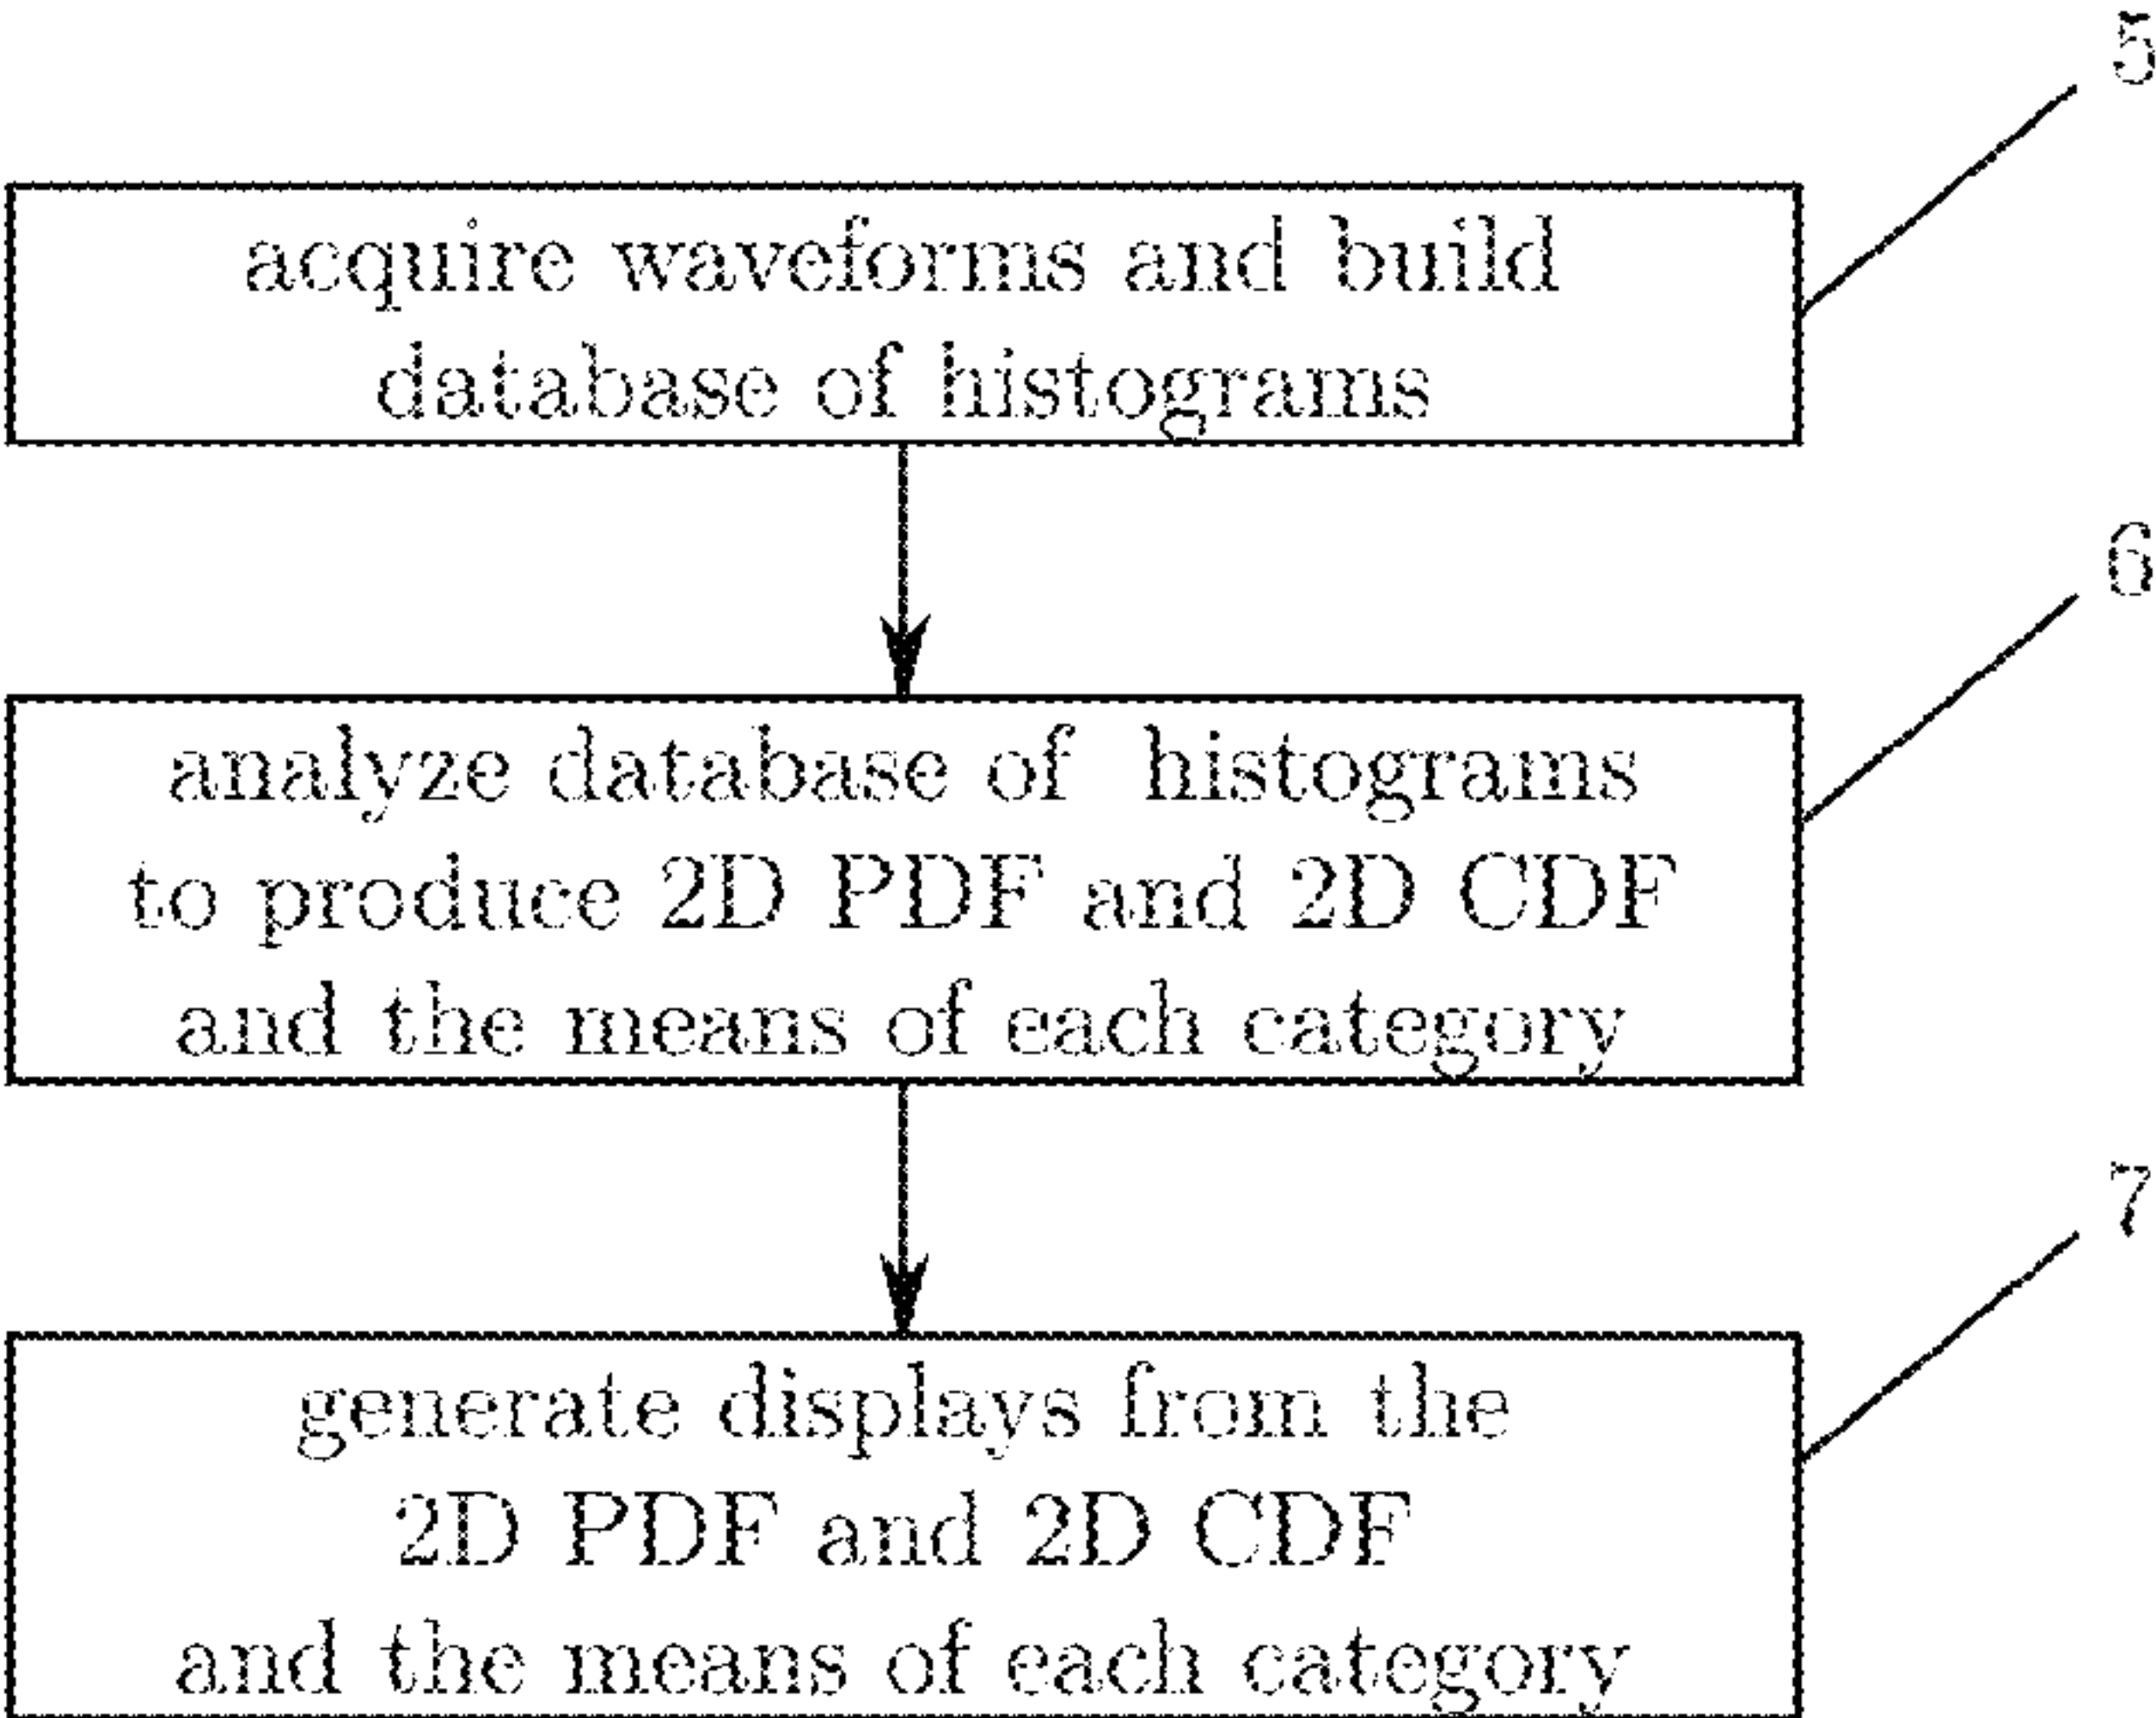 5
acquire waveforms and build
database of histograms
6
analyze database of histograms
to produce 2D PDF and 2D CDF
and the means of each category
7
generate displays from the
2D PDF and 2D CDF
and the means of each category